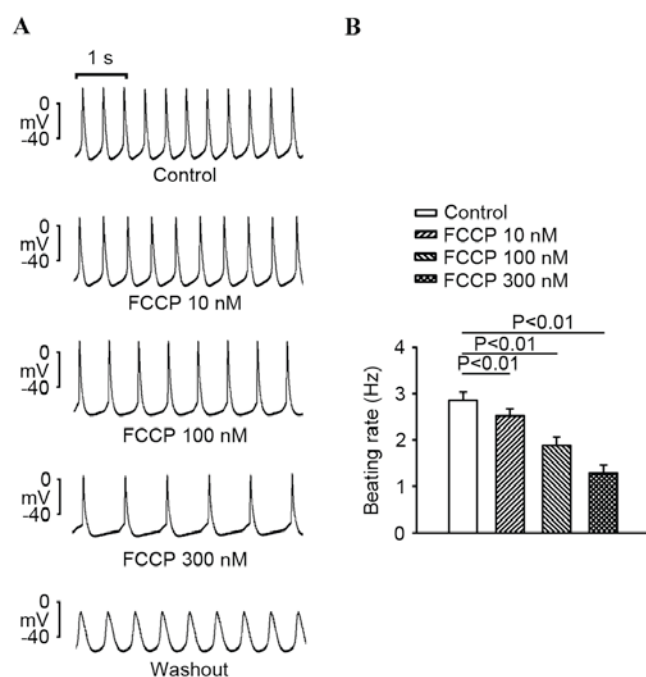 A
B
1 s
0
mV
-40
Control
0
mV
-40
FCCP 10 nM
0
mV
-40
FCCP 100 nM
0
mV
-40
FCCP 300 nM
0
mV
-40
Washout
Control
FCCP 10 nM
FCCP 100 nM
FCCP 300 nM
P<0.01
P<0.01
P<0.01
Beating rate (Hz)
4
3
2
1
0